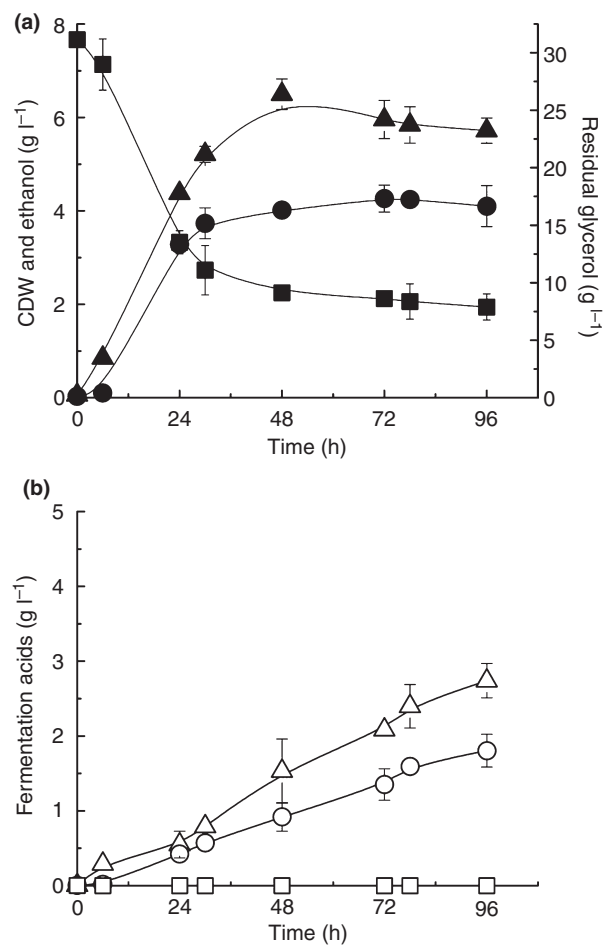 (a)
8
6
4
2
0
CDW and ethanol (g l⁻¹)
30
25
20
15
10
5
0
Residual glycerol (g l⁻¹)
0 24 48 72 96
Time (h)
(b)
5
4
3
2
1
0
Fermentation acids (g l⁻¹)
0 24 48 72 96
Time (h)